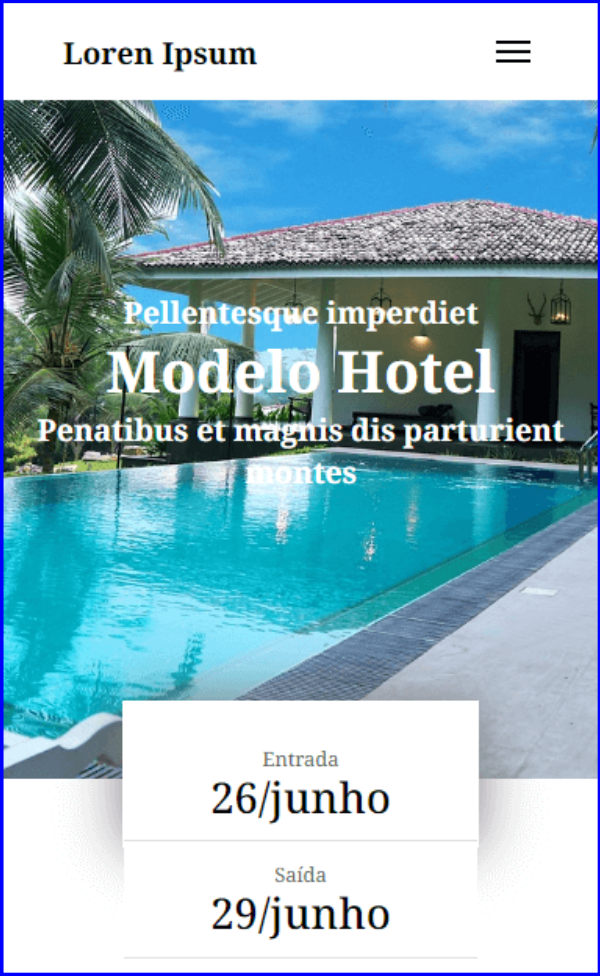 Loren Ipsum
Pellentesque imperdiet
Modelo Hotel
Penatibus et magnis dis parturient
montes
Entrada
26/junho
Saída
29/junho